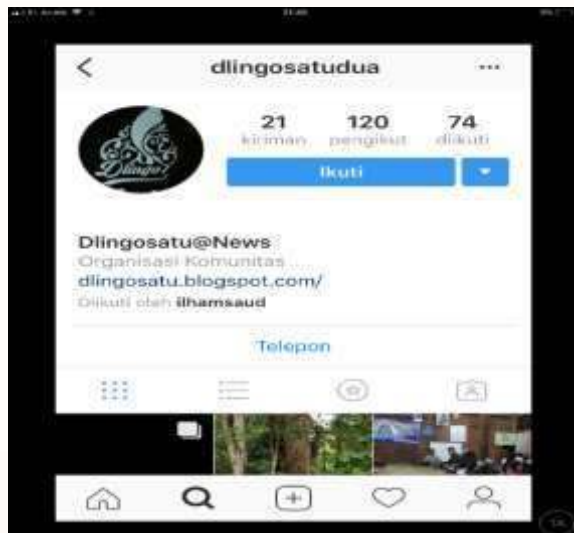 dlingosatudua
21 120 74
kiriman pengikut diikuti
Ikuti
Dlingosatu@News
Organisasi Komunitas
dlingosatu.blogspot.com/
Diikuti oleh ilhamsaud
Telepon